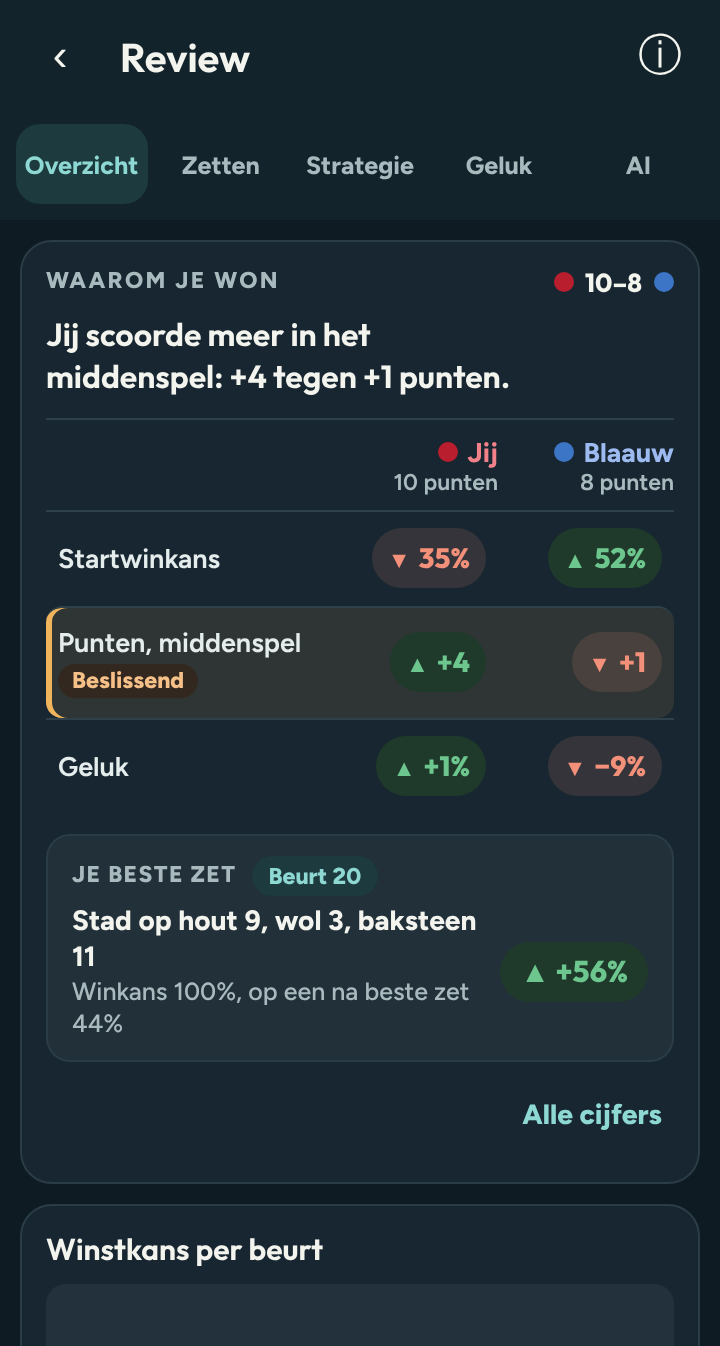 ‹ Review ⓘ
Overzicht Zetten Strategie Geluk AI
WAAROM JE WON 10–8
Jij scoorde meer in het
middenspel: +4 tegen +1 punten.
Jij Blaauw
10 punten 8 punten
Startwinkans ▼ 35% ▲ 52%
Punten, middenspel ▲ +4 ▼ +1
Beslissend
Geluk ▲ +1% ▼ −9%
JE BESTE ZET Beurt 20
Stad op hout 9, wol 3, baksteen
11
▲ +56%
Winkans 100%, op een na beste zet
44%
Alle cijfers
Winstkans per beurt